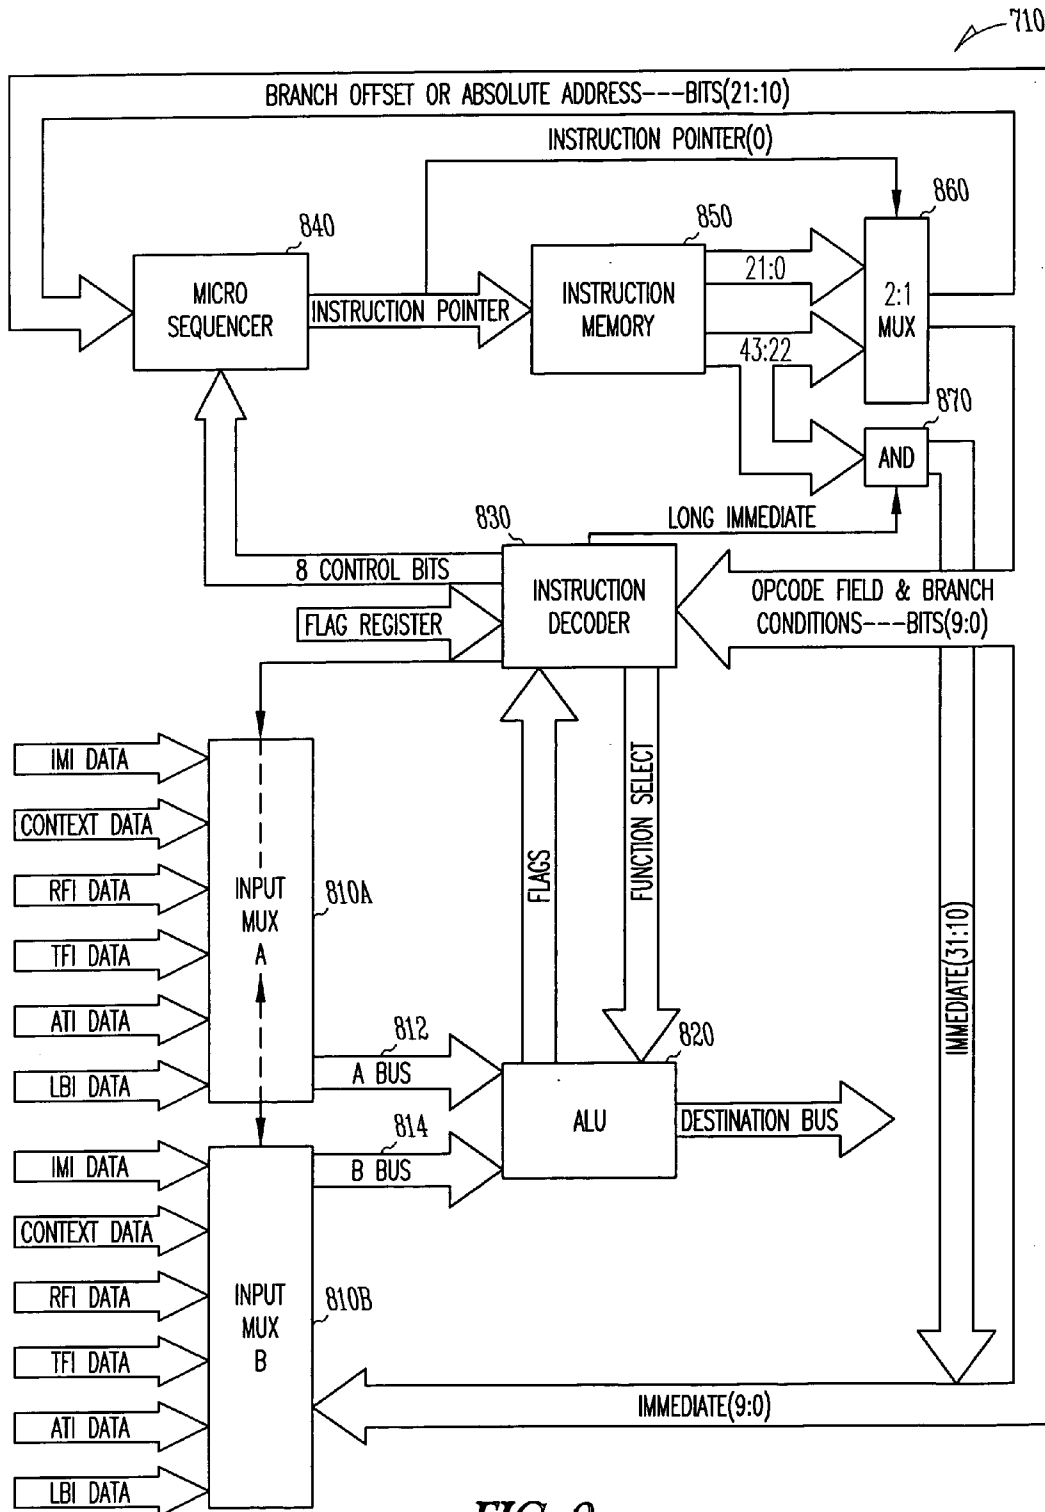 710
BRANCH OFFSET OR ABSOLUTE ADDRESS---BITS(21:10)
INSTRUCTION POINTER(0)
840
MICRO
SEQUENCER
INSTRUCTION POINTER
850
INSTRUCTION
MEMORY
21:0
43:22
860
2:1
MUX
870
AND
LONG IMMEDIATE
830
INSTRUCTION
DECODER
8 CONTROL BITS
FLAG REGISTER
OPCODE FIELD & BRANCH
CONDITIONS---BITS(9:0)
IMI DATA
CONTEXT DATA
RFI DATA
TFI DATA
ATI DATA
LBI DATA
INPUT
MUX
A
810A
FLAGS
FUNCTION SELECT
IMMEDIATE(31:10)
812
A BUS
814
B BUS
820
ALU
DESTINATION BUS
IMI DATA
CONTEXT DATA
RFI DATA
TFI DATA
ATI DATA
LBI DATA
INPUT
MUX
B
810B
IMMEDIATE(9:0)